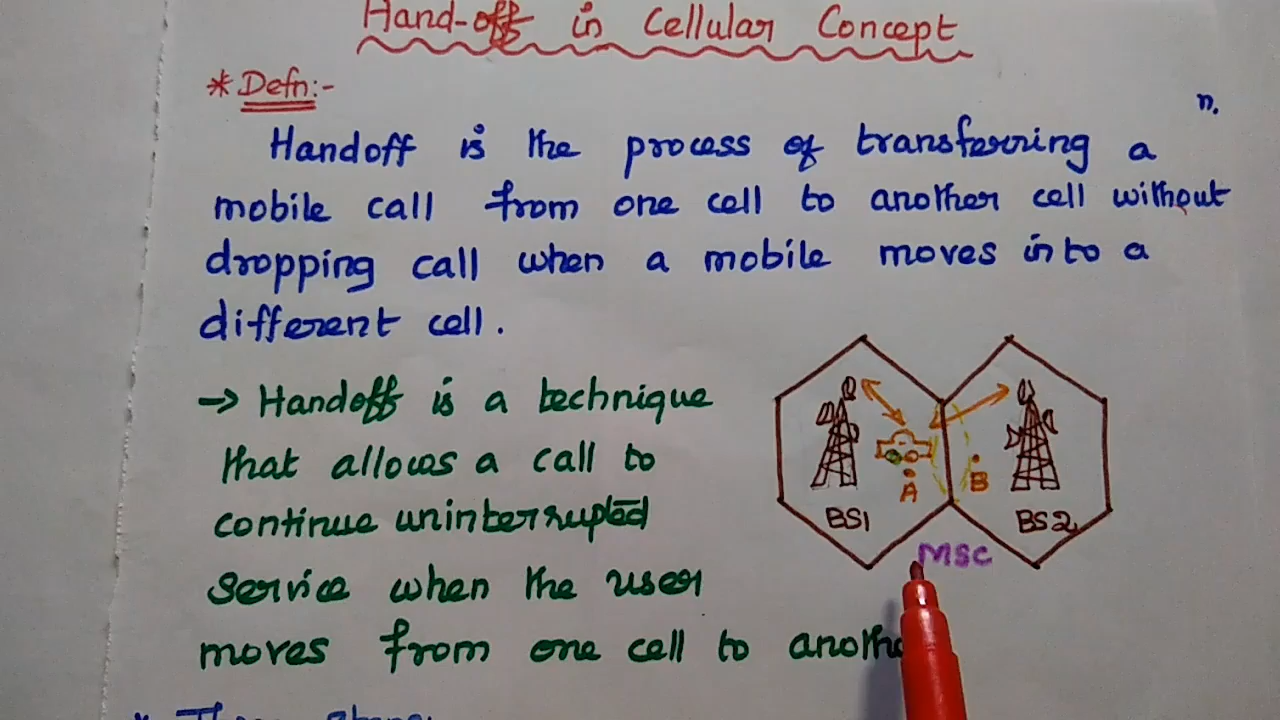 Hand-off in Cellular Concept
* Defn:-
n.
Handoff is the process of transferring a
mobile call from one cell to another cell without
dropping call when a mobile moves into a
different cell.
→ Handoff is a technique
that allows a call to
continue uninterrupted
service when the user
moves from one cell to anoth
A
B
BS1
BS2
MSC